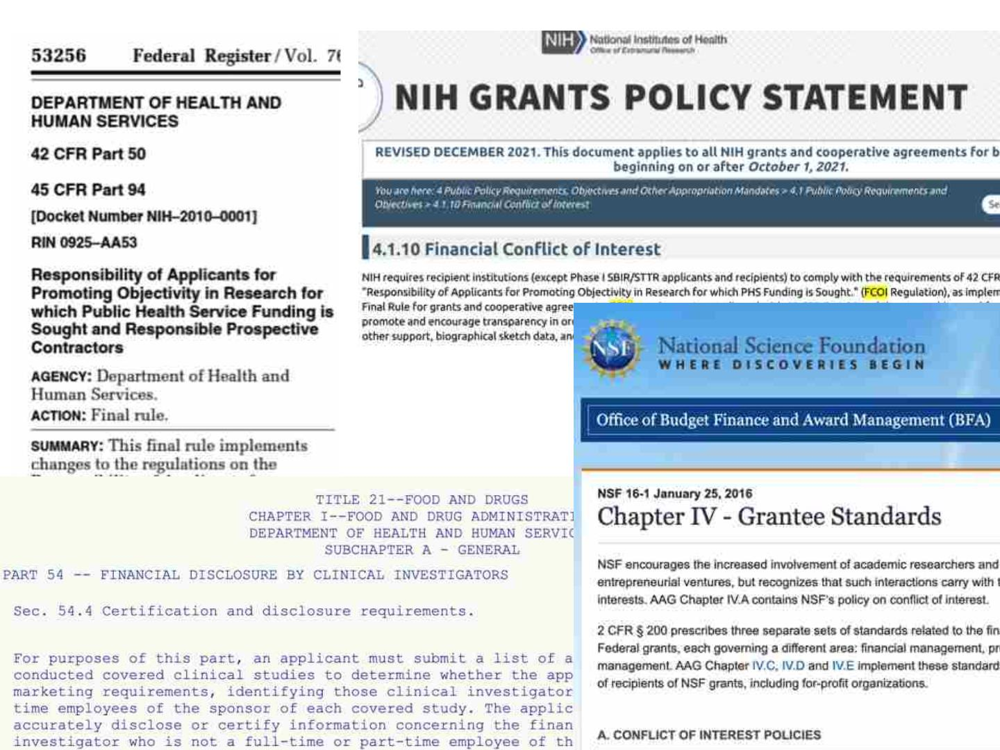 53256 Federal Register / Vol. 76
DEPARTMENT OF HEALTH AND
HUMAN SERVICES
42 CFR Part 50
45 CFR Part 94
[Docket Number NIH–2010–0001]
RIN 0925–AA53
Responsibility of Applicants for
Promoting Objectivity in Research for
which Public Health Service Funding is
Sought and Responsible Prospective
Contractors
AGENCY: Department of Health and
Human Services.
ACTION: Final rule.
SUMMARY: This final rule implements
changes to the regulations on the
NIH National Institutes of Health
Office of Extramural Research
NIH GRANTS POLICY STATEMENT
REVISED DECEMBER 2021. This document applies to all NIH grants and cooperative agreements for b
beginning on or after October 1, 2021.
You are here: 4 Public Policy Requirements, Objectives and Other Appropriation Mandates > 4.1 Public Policy Requirements and
Objectives > 4.1.10 Financial Conflict of Interest
Se
4.1.10 Financial Conflict of Interest
NIH requires recipient institutions (except Phase I SBIR/STTR applicants and recipients) to comply with the requirements of 42 CFR
"Responsibility of Applicants for Promoting Objectivity in Research for which PHS Funding is Sought." (FCOI Regulation), as implem
Final Rule for grants and cooperative agree
promote and encourage transparency in or
other support, biographical sketch data, an
NSF National Science Foundation
WHERE DISCOVERIES BEGIN
Office of Budget Finance and Award Management (BFA)
NSF 16-1 January 25, 2016
Chapter IV - Grantee Standards
NSF encourages the increased involvement of academic researchers and
entrepreneurial ventures, but recognizes that such interactions carry with t
interests. AAG Chapter IV.A contains NSF's policy on conflict of interest.
2 CFR § 200 prescribes three separate sets of standards related to the fin
Federal grants, each governing a different area: financial management, pr
management. AAG Chapter IV.C, IV.D and IV.E implement these standard
of recipients of NSF grants, including for-profit organizations.
A. CONFLICT OF INTEREST POLICIES
TITLE 21--FOOD AND DRUGS
CHAPTER I--FOOD AND DRUG ADMINISTRATI
DEPARTMENT OF HEALTH AND HUMAN SERVIC
SUBCHAPTER A - GENERAL
PART 54 -- FINANCIAL DISCLOSURE BY CLINICAL INVESTIGATORS
Sec. 54.4 Certification and disclosure requirements.
For purposes of this part, an applicant must submit a list of a
conducted covered clinical studies to determine whether the app
marketing requirements, identifying those clinical investigator
time employees of the sponsor of each covered study. The applic
accurately disclose or certify information concerning the finan
investigator who is not a full-time or part-time employee of th